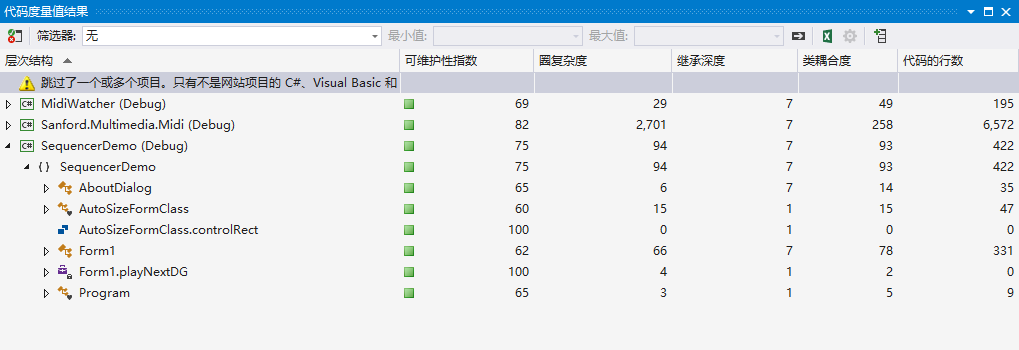 代码度量值结果
筛选器: 无 最小值: 最大值:
层次结构 可维护性指数 圈复杂度 继承深度 类耦合度 代码的行数
跳过了一个或多个项目。只有不是网站项目的 C#、Visual Basic 和
MidiWatcher (Debug) 69 29 7 49 195
Sanford.Multimedia.Midi (Debug) 82 2,701 7 258 6,572
SequencerDemo (Debug) 75 94 7 93 422
{ } SequencerDemo 75 94 7 93 422
AboutDialog 65 6 7 14 35
AutoSizeFormClass 60 15 1 15 47
AutoSizeFormClass.controlRect 100 0 1 0 0
Form1 62 66 7 78 331
Form1.playNextDG 100 4 1 2 0
Program 65 3 1 5 9